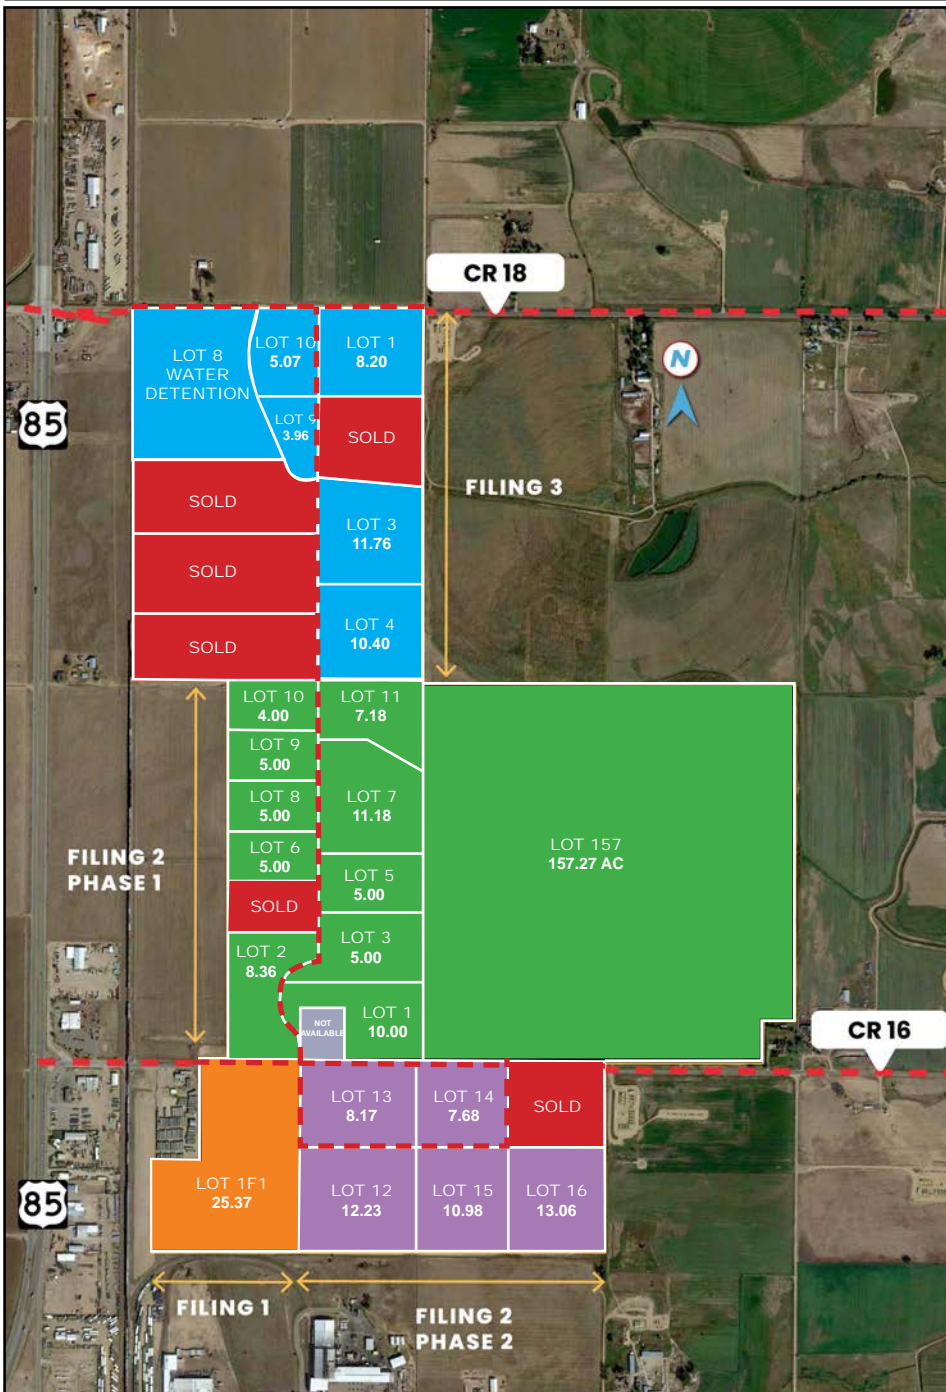 CR 18
LOT 8
WATER
DETENTION
LOT 10
5.07
LOT 1
8.20
N
85
LOT 9
3.96
SOLD
SOLD
FILING 3
LOT 3
11.76
SOLD
LOT 4
10.40
SOLD
LOT 10
4.00
LOT 11
7.18
LOT 9
5.00
LOT 8
5.00
LOT 7
11.18
LOT 6
5.00
LOT 157
157.27 AC
FILING 2
PHASE 1
LOT 5
5.00
SOLD
LOT 3
5.00
LOT 2
8.36
NOT
AVAILABLE
LOT 1
10.00
CR 16
LOT 13
8.17
LOT 14
7.68
SOLD
85
LOT 1F1
25.37
LOT 12
12.23
LOT 15
10.98
LOT 16
13.06
FILING 1
FILING 2
PHASE 2